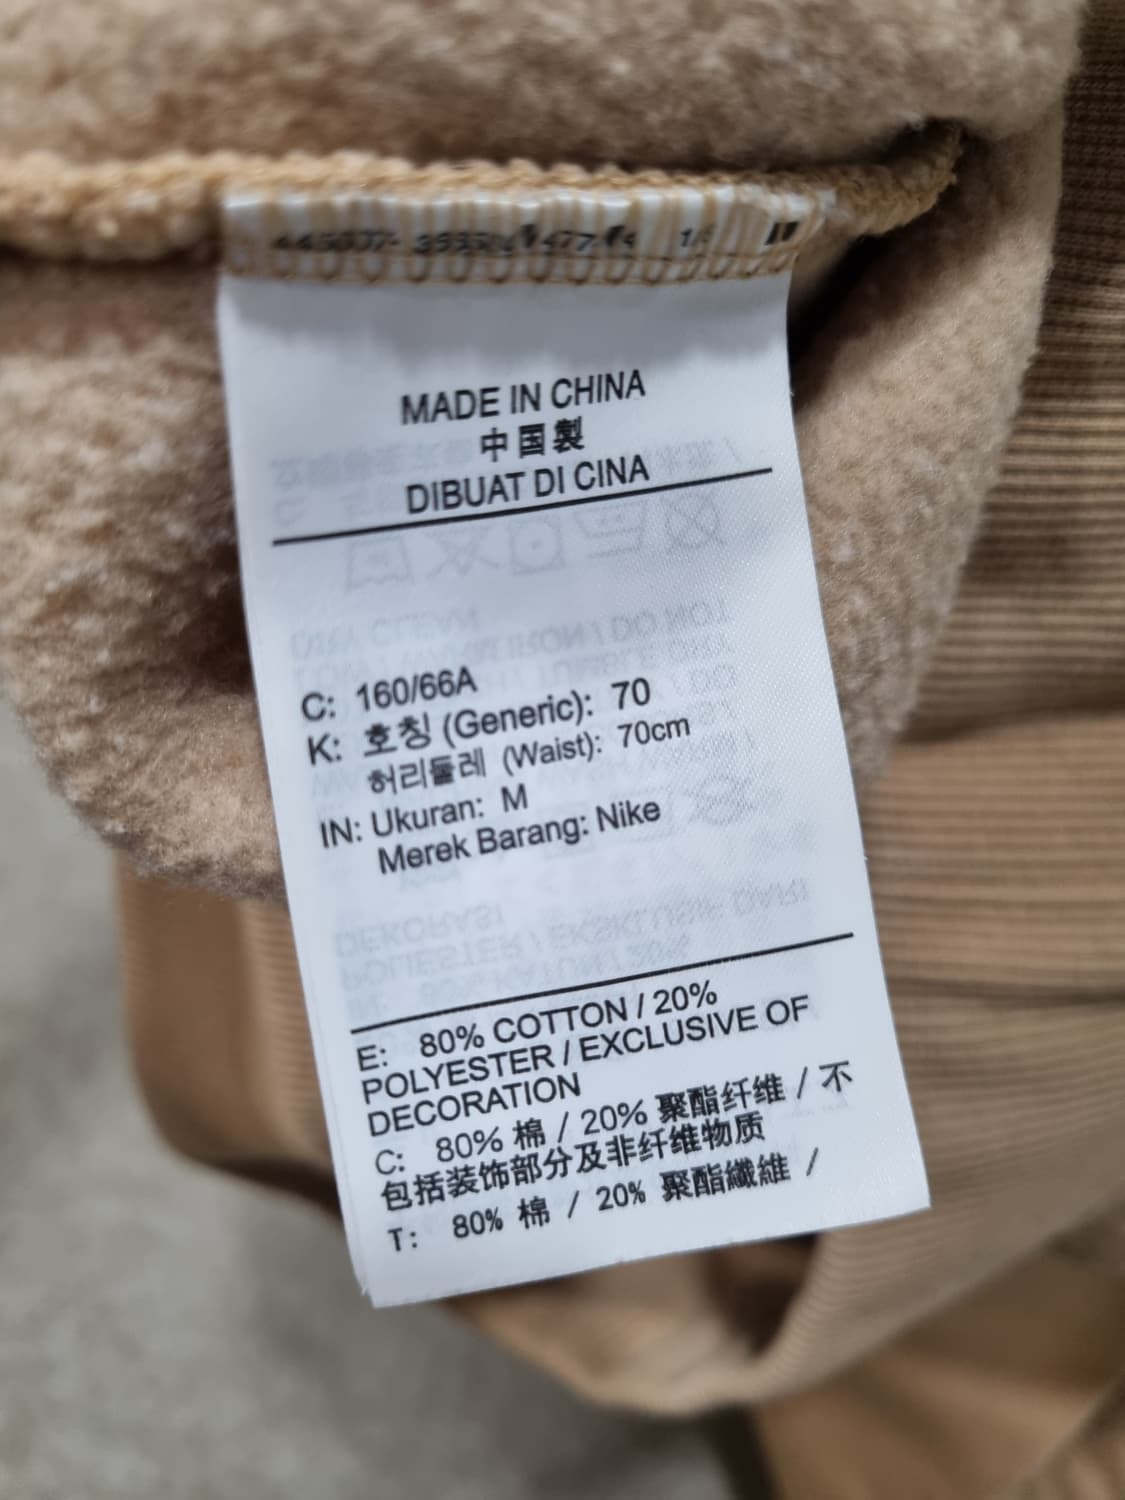 MADE IN CHINA
中国製
DIBUAT DI CINA
C: 160/66A
K: 호칭 (Generic): 70
허리둘레 (Waist): 70cm
IN: Ukuran: M
Merek Barang: Nike
E: 80% COTTON / 20%
POLYESTER / EXCLUSIVE OF
DECORATION
C: 80% 棉 / 20% 聚酯纤维 / 不
包括装饰部分及非纤维物质
T: 80% 棉 / 20% 聚酯纖維 /